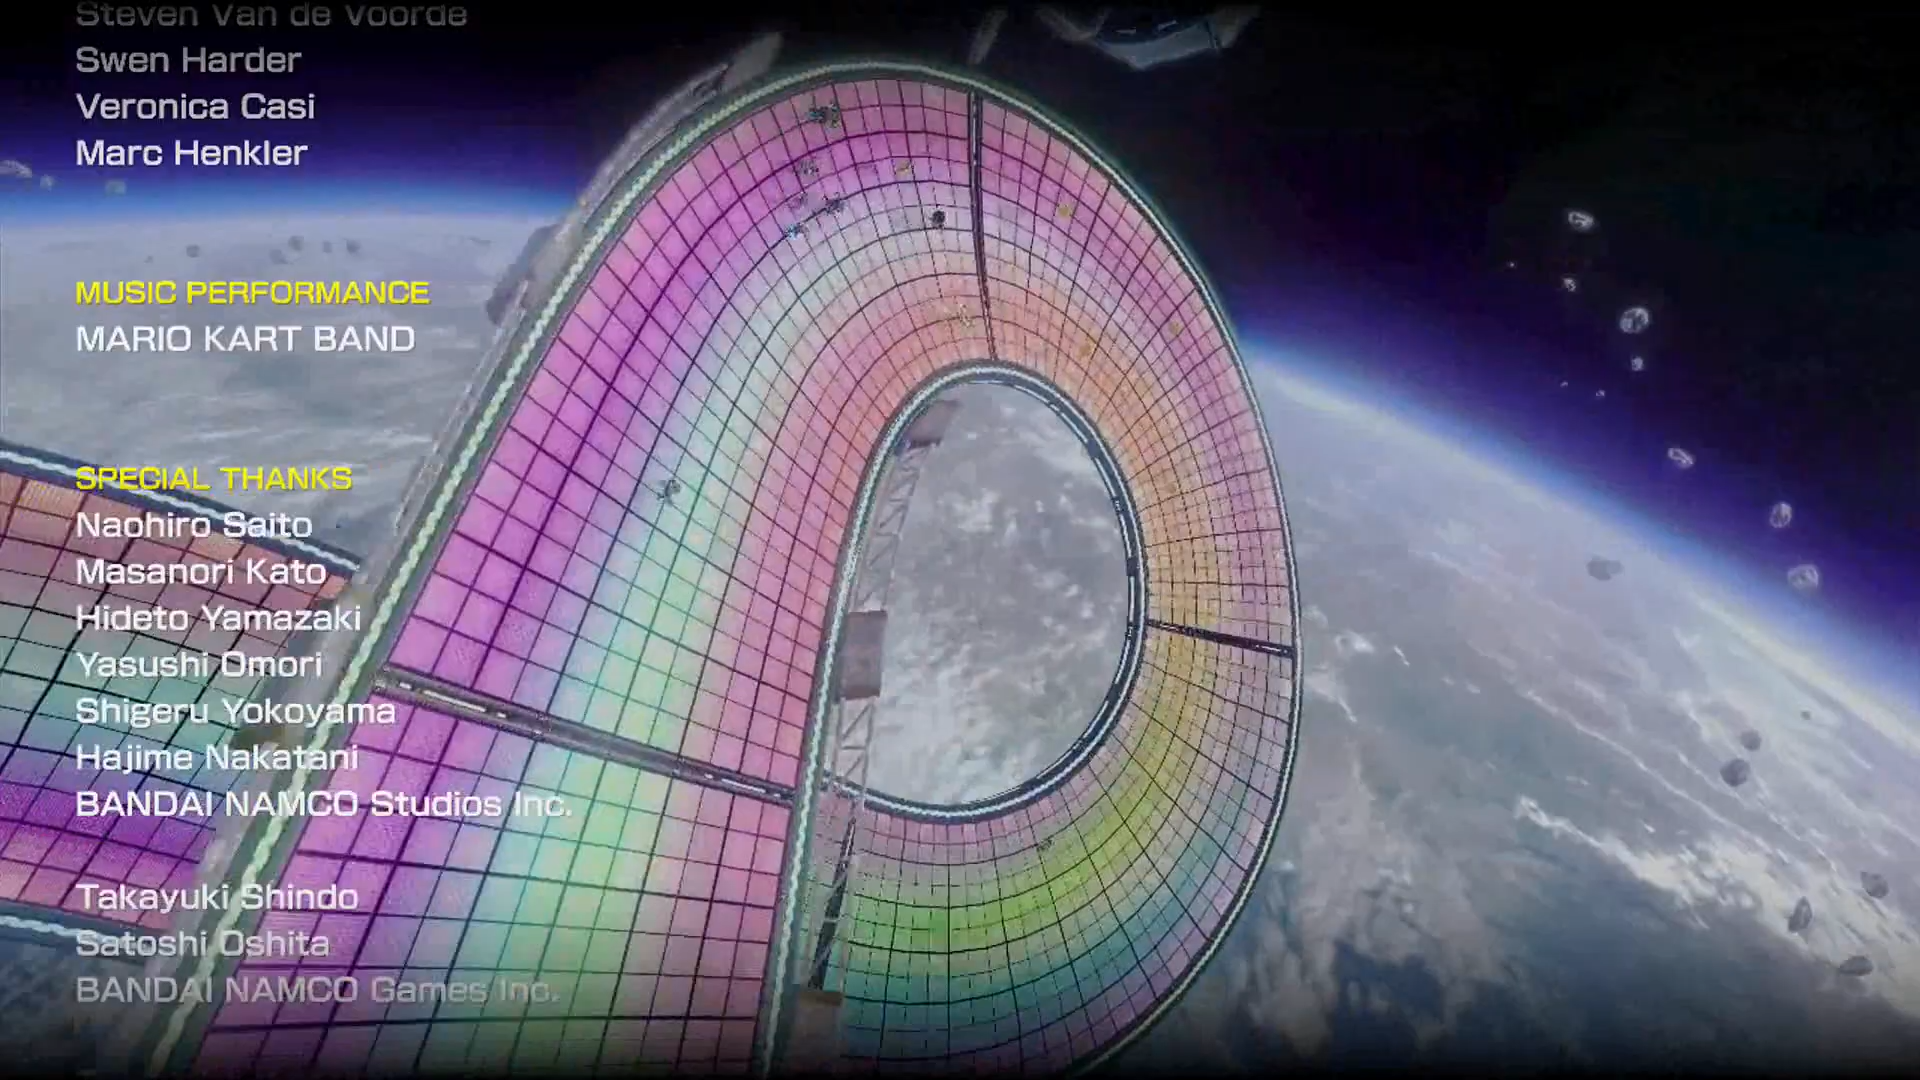 Steven Van de Voorde
Swen Harder
Veronica Casi
Marc Henkler
MUSIC PERFORMANCE
MARIO KART BAND
SPECIAL THANKS
Naohiro Saito
Masanori Kato
Hideto Yamazaki
Yasushi Omori
Shigeru Yokoyama
Hajime Nakatani
BANDAI NAMCO Studios Inc.
Takayuki Shindo
Satoshi Oshita
BANDAI NAMCO Games Inc.